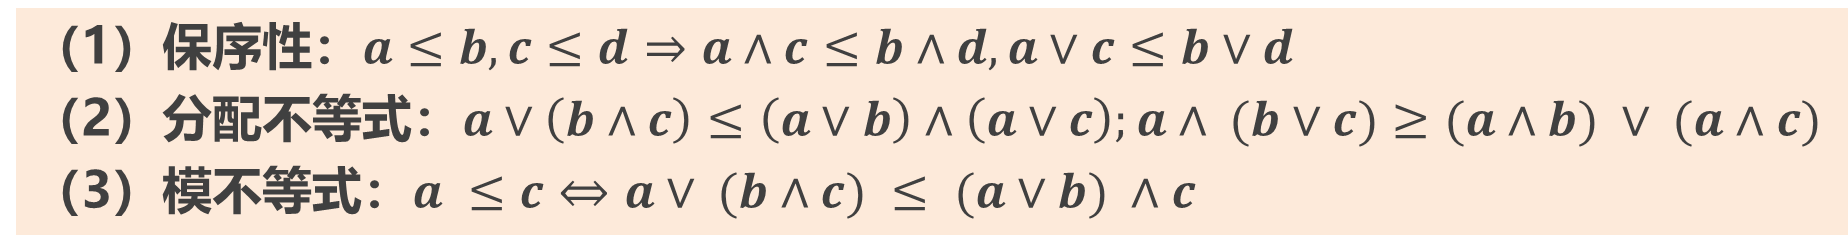 (1) 保序性：a ≤ b, c ≤ d ⇒ a ∧ c ≤ b ∧ d, a ∨ c ≤ b ∨ d
(2) 分配不等式：a ∨ (b ∧ c) ≤ (a ∨ b) ∧ (a ∨ c); a ∧ (b ∨ c) ≥ (a ∧ b) ∨ (a ∧ c)
(3) 模不等式：a ≤ c ⇔ a ∨ (b ∧ c) ≤ (a ∨ b) ∧ c